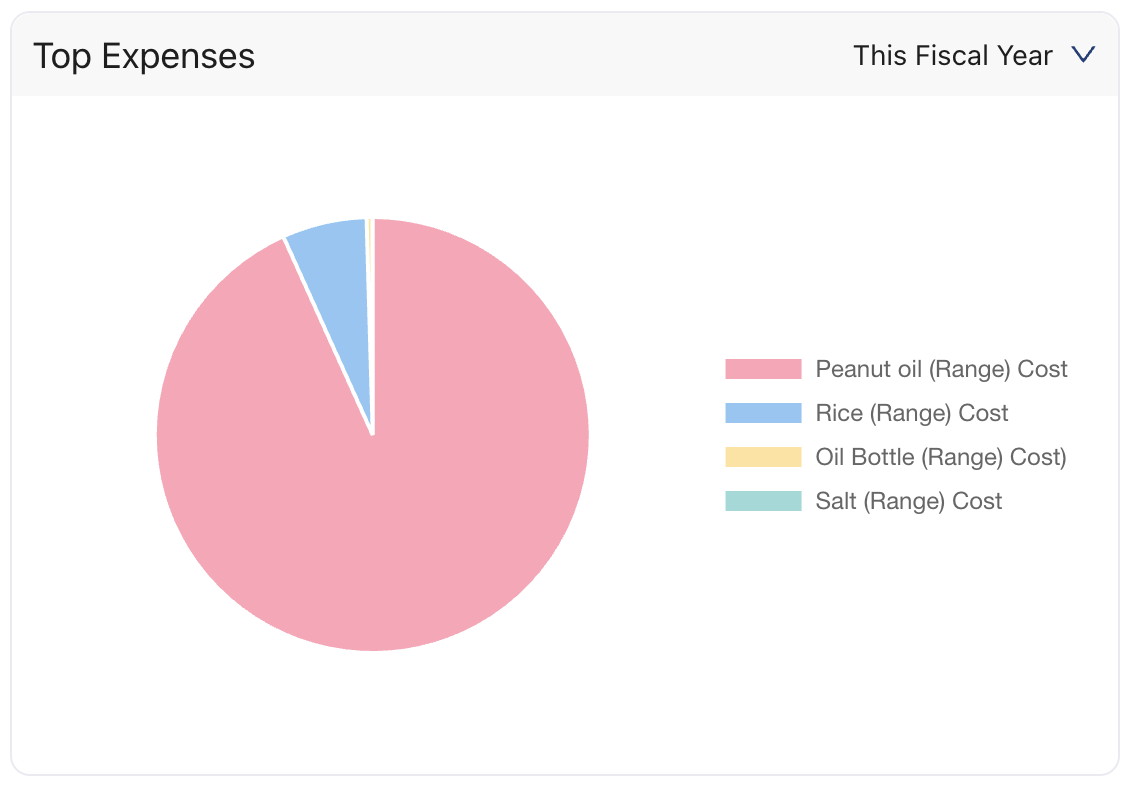 Top Expenses
This Fiscal Year
Peanut oil (Range) Cost
Rice (Range) Cost
Oil Bottle (Range) Cost)
Salt (Range) Cost